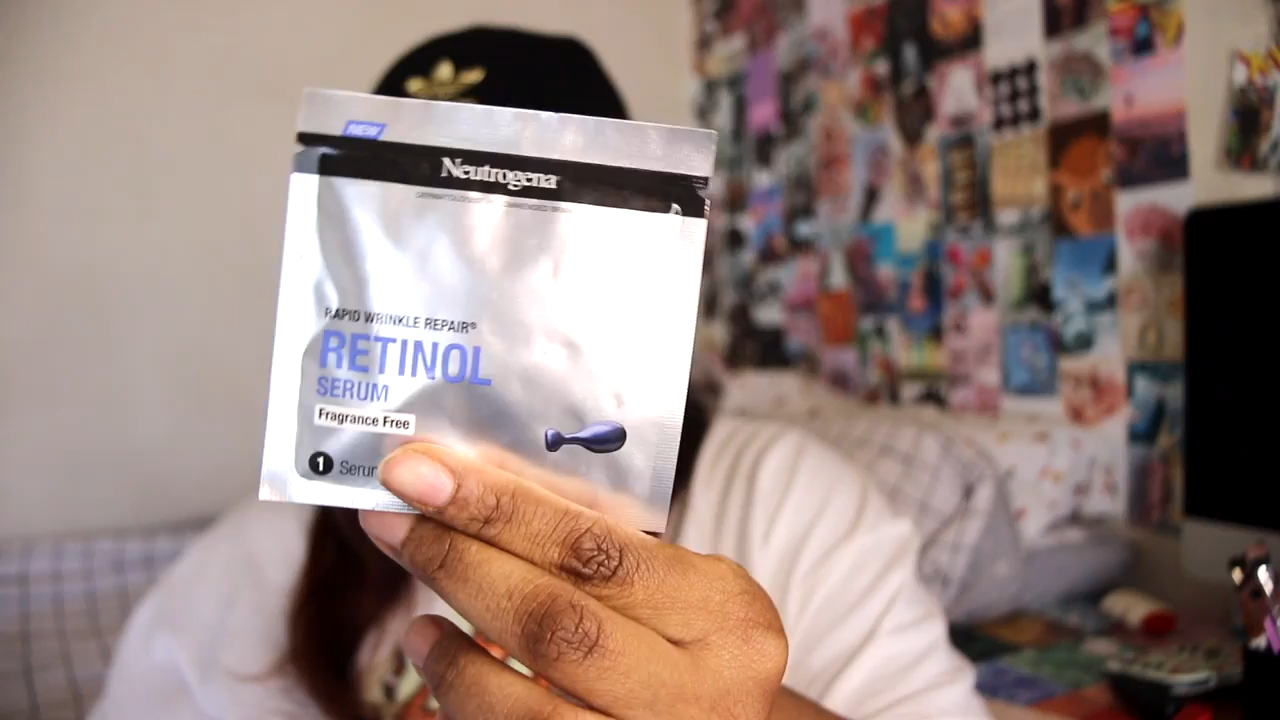 NEW
Neutrogena
RAPID WRINKLE REPAIR®
RETINOL
SERUM
Fragrance Free
1 Serum